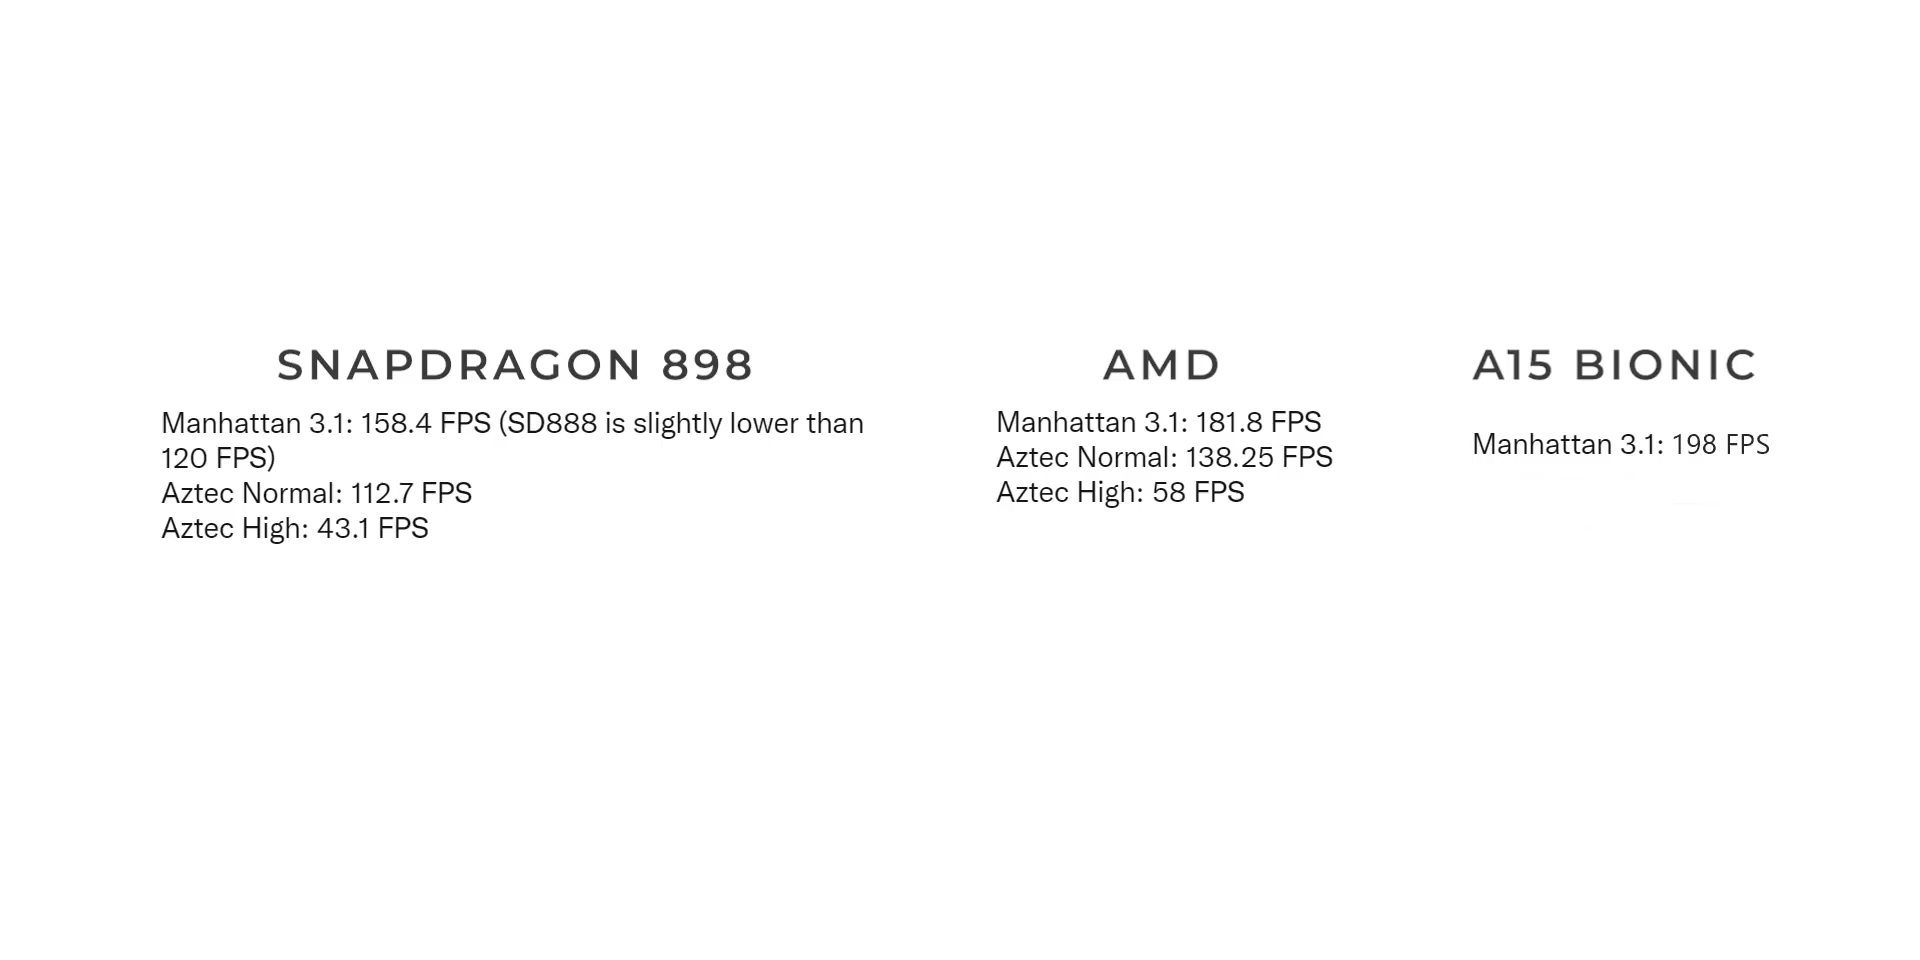 SNAPDRAGON 898
Manhattan 3.1: 158.4 FPS (SD888 is slightly lower than
120 FPS)
Aztec Normal: 112.7 FPS
Aztec High: 43.1 FPS
AMD
Manhattan 3.1: 181.8 FPS
Aztec Normal: 138.25 FPS
Aztec High: 58 FPS
A15 BIONIC
Manhattan 3.1: 198 FPS